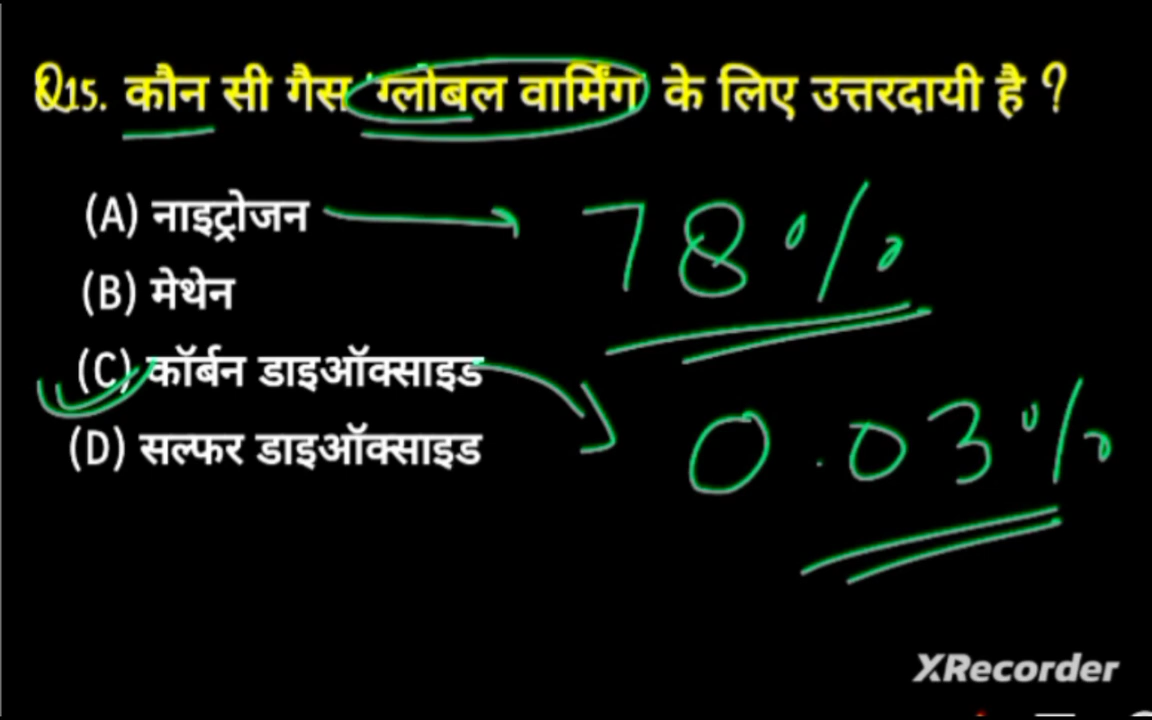 Q15. कौन सी गैस 'ग्लोबल वार्मिंग' के लिए उत्तरदायी है ?
(A) नाइट्रोजन 78%
(B) मेथेन
(C) कॉर्बन डाइऑक्साइड 0.03%
(D) सल्फर डाइऑक्साइड
XRecorder